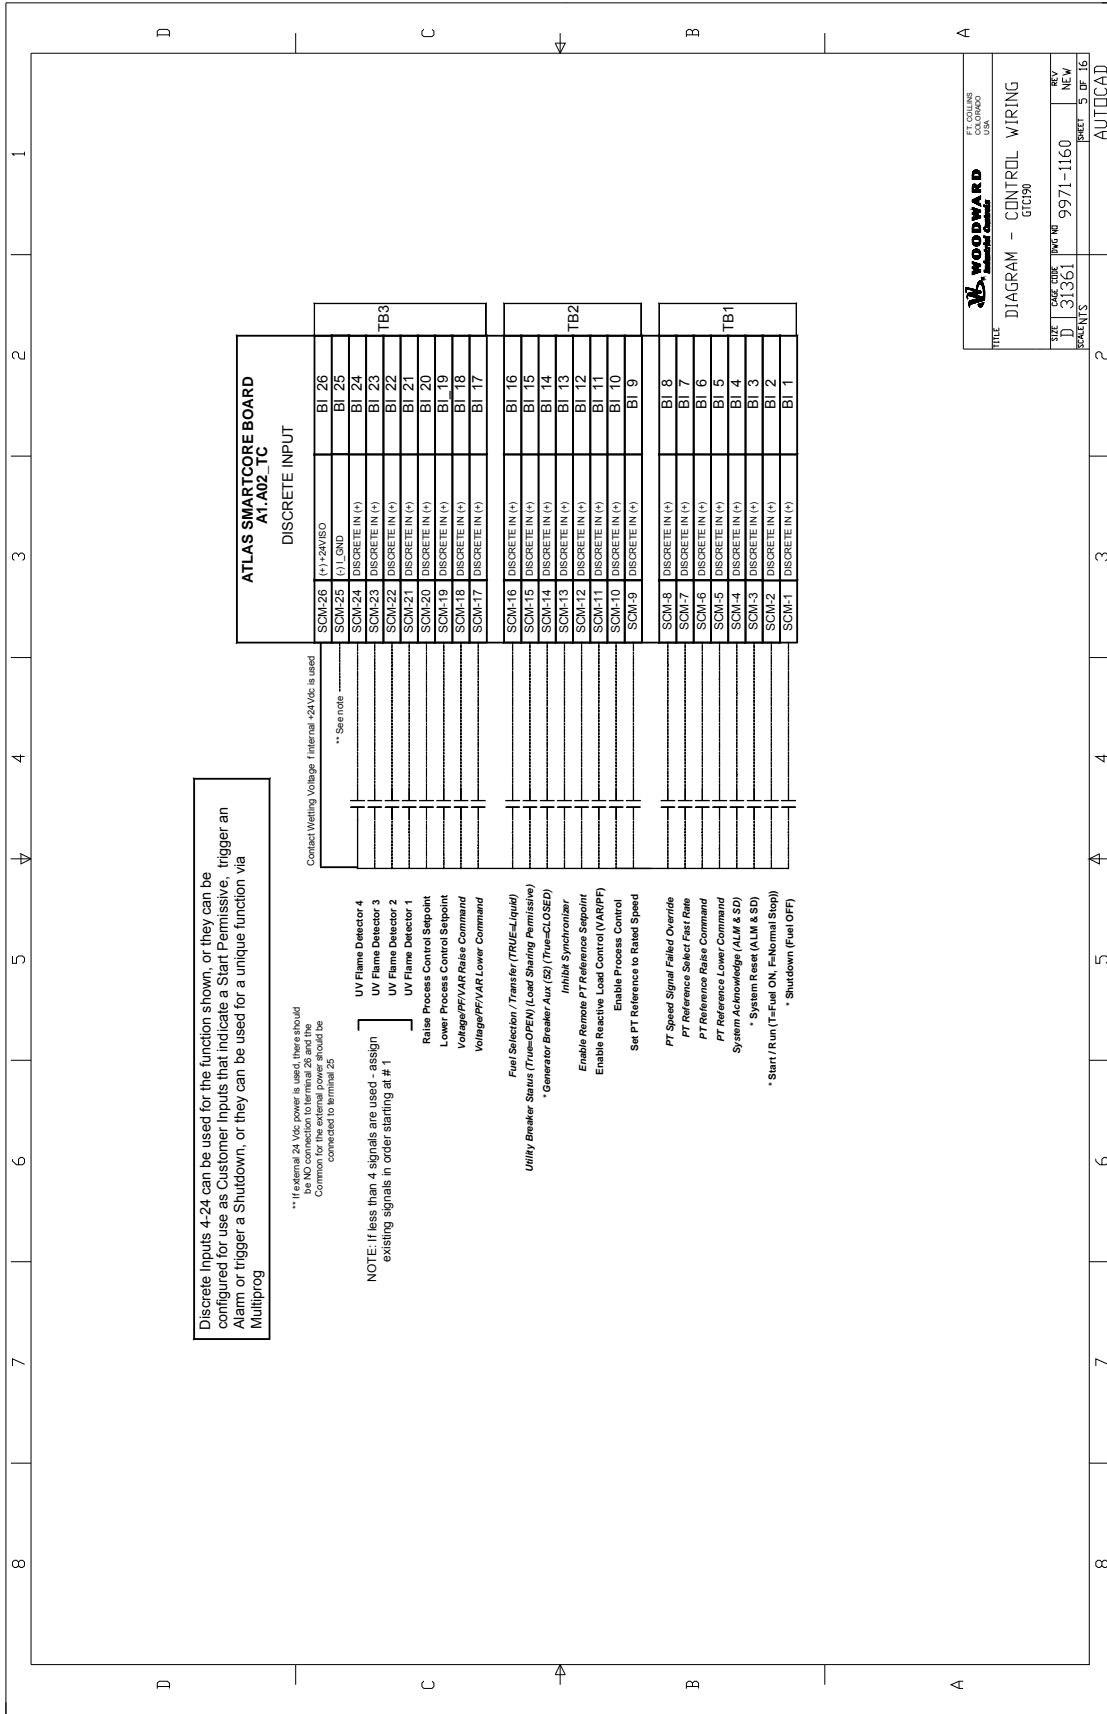 8
7
6
5
4
3
2
1
D
C
B
A
Discrete Inputs 4-24 can be used for the function shown, or they can be
configured for use as Customer Inputs that indicate a Start Permissive, trigger an
Alarm or trigger a Shutdown, or they can be used for a unique function via
Multiprog
** If external 24 Vdc power is used, there should
be NO connection to terminal 26 and the
Common for the external power should be
connected to terminal 25
NOTE: If less than 4 signals are used - assign
existing signals in order starting at # 1
ATLAS SMARTCORE BOARD
A1.A02_TC
DISCRETE INPUT
Contact Wetting Voltage f internal +24Vdc is used
SCM-26 (+) +24VISO BI 26
** See note
SCM-25 (-) I_GND BI 25
UV Flame Detector 4 SCM-24 DISCRETE IN (+) BI 24
UV Flame Detector 3 SCM-23 DISCRETE IN (+) BI 23
UV Flame Detector 2 SCM-22 DISCRETE IN (+) BI 22
UV Flame Detector 1 SCM-21 DISCRETE IN (+) BI 21
Raise Process Control Setpoint SCM-20 DISCRETE IN (+) BI 20
Lower Process Control Setpoint SCM-19 DISCRETE IN (+) BI_19
Voltage/PF/VAR Raise Command SCM-18 DISCRETE IN (+) BI 18
Voltage/PF/VAR Lower Command SCM-17 DISCRETE IN (+) BI 17
TB3
Fuel Selection / Transfer (TRUE=Liquid) SCM-16 DISCRETE IN (+) BI 16
Utility Breaker Status (True=OPEN) (Load Sharing Permissive) SCM-15 DISCRETE IN (+) BI 15
* Generator Breaker Aux (52) (True=CLOSED) SCM-14 DISCRETE IN (+) BI 14
Inhibit Synchronizer SCM-13 DISCRETE IN (+) BI 13
Enable Remote PT Reference Setpoint SCM-12 DISCRETE IN (+) BI 12
Enable Reactive Load Control (VAR/PF) SCM-11 DISCRETE IN (+) BI 11
Enable Process Control SCM-10 DISCRETE IN (+) BI 10
Set PT Reference to Rated Speed SCM-9 DISCRETE IN (+) BI 9
TB2
PT Speed Signal Failed Override SCM-8 DISCRETE IN (+) BI 8
PT Reference Select Fast Rate SCM-7 DISCRETE IN (+) BI 7
PT Reference Raise Command SCM-6 DISCRETE IN (+) BI 6
PT Reference Lower Command SCM-5 DISCRETE IN (+) BI 5
System Acknowledge (ALM & SD) SCM-4 DISCRETE IN (+) BI 4
* System Reset (ALM & SD) SCM-3 DISCRETE IN (+) BI 3
* Start / Run (T=Fuel ON, F=Normal Stop)) SCM-2 DISCRETE IN (+) BI 2
* Shutdown (Fuel OFF) SCM-1 DISCRETE IN (+) BI 1
TB1
WOODWARD
Industrial Controls
FT. COLLINS
COLORADO
USA
TITLE
DIAGRAM - CONTROL WIRING
GTC190
SIZE D
CAGE CODE 31361
DWG NO 9971-1160
REV NEW
SCALE NTS
SHEET 5 OF 16
D
C
B
A
8
6
5
4
3
2
AUTOCAD